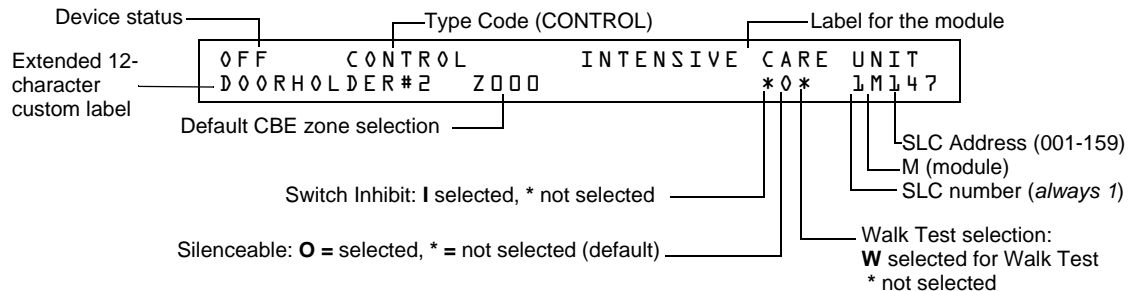 Device status
Type Code (CONTROL)
Label for the module
Extended 12-
character
custom label
OFF CONTROL INTENSIVE CARE UNIT
DOORHOLDER#2 Z000 *0* 1M147
Default CBE zone selection
SLC Address (001-159)
M (module)
SLC number (always 1)
Switch Inhibit: I selected, * not selected
Silenceable: O = selected, * = not selected (default)
Walk Test selection:
W selected for Walk Test
* not selected